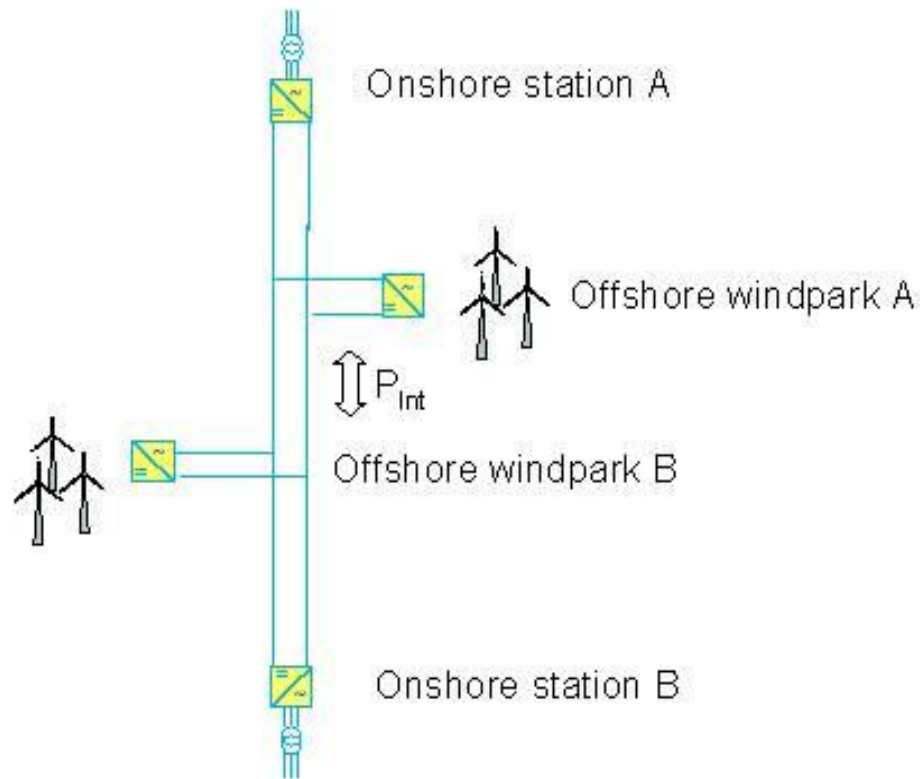 Onshore station A
Offshore windpark A
P_Int
Offshore windpark B
Onshore station B